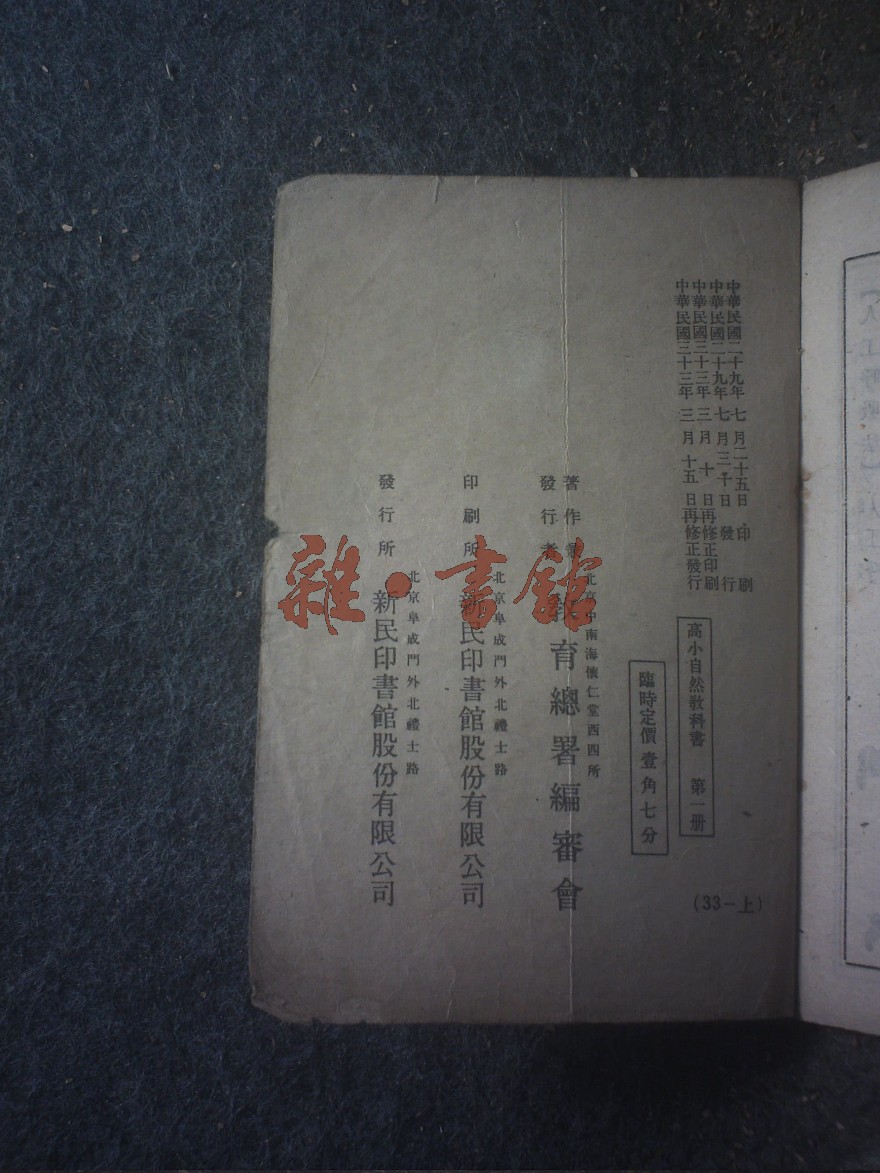 中華民國二十九年七月二十五日印刷
中華民國二十九年七月三十日發行
中華民國三十三年三月十日再修正印刷
中華民國三十三年三月十五日再修正發行
高小自然教科書 第一册
臨時定價壹角七分
(33-上)
北京中南海懷仁堂西四所
著作
發行者
教育總署編審會
北京阜成門外北禮士路
印刷所 新民印書館股份有限公司
北京阜成門外北禮士路
發行所 新民印書館股份有限公司
雜·書館